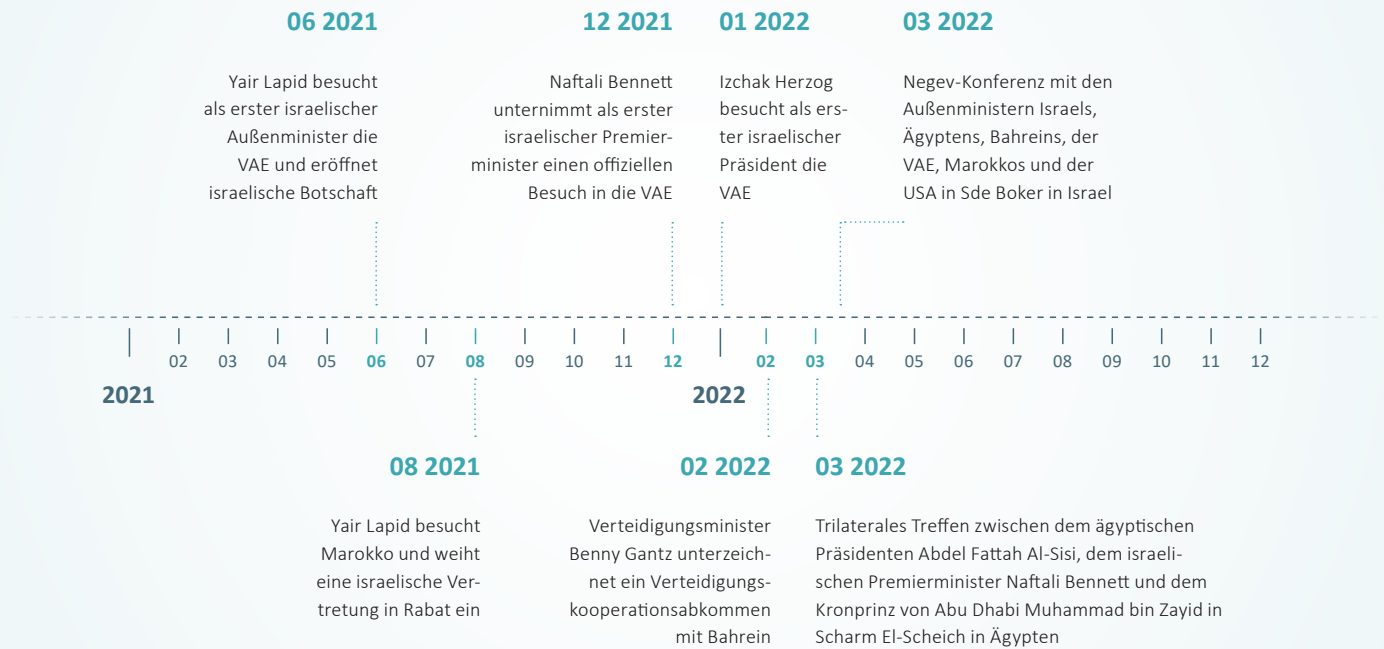 06 2021
Yair Lapid besucht
als erster israelischer
Außenminister die
VAE und eröffnet
israelische Botschaft
12 2021
Naftali Bennett
unternimmt als erster
israelischer Premier-
minister einen offiziellen
Besuch in die VAE
01 2022
Izchak Herzog
besucht als ers-
ter israelischer
Präsident die
VAE
03 2022
Negev-Konferenz mit den
Außenministern Israels,
Ägyptens, Bahreins, der
VAE, Marokkos und der
USA in Sde Boker in Israel
02 03 04 05 06 07 08 09 10 11 12 02 03 04 05 06 07 08 09 10 11 12
2021 2022
08 2021
Yair Lapid besucht
Marokko und weiht
eine israelische Ver-
tretung in Rabat ein
02 2022
Verteidigungsminister
Benny Gantz unterzeich-
net ein Verteidigungs-
kooperationsabkommen
mit Bahrein
03 2022
Trilaterales Treffen zwischen dem ägyptischen
Präsidenten Abdel Fattah Al-Sisi, dem israeli-
schen Premierminister Naftali Bennett und dem
Kronprinz von Abu Dhabi Muhammad bin Zayid in
Scharm El-Scheich in Ägypten